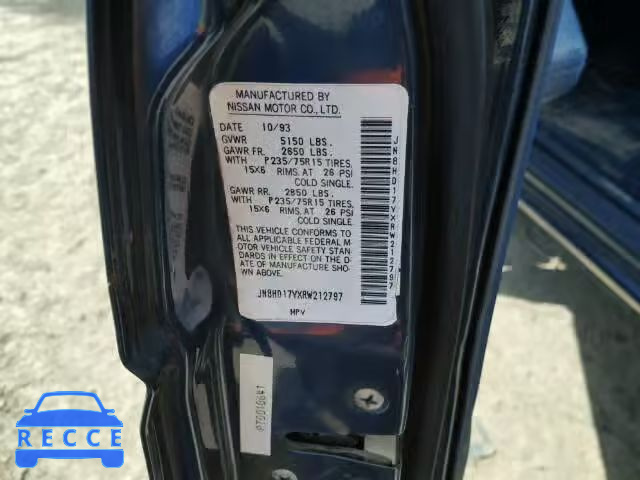 MANUFACTURED BY
NISSAN MOTOR CO., LTD.
DATE 10/93
GVWR 5150 LBS.
GAWR FR. 2650 LBS.
WITH P235/75R15 TIRES,
15X6 RIMS, AT 26 PSI
COLD SINGLE.
GAWR RR. 2850 LBS.
WITH P235/75R15 TIRES,
15X6 RIMS, AT 26 PSI
COLD SINGLE.
THIS VEHICLE CONFORMS TO
ALL APPLICABLE FEDERAL M-
OTOR VEHICLE SAFETY STAN-
DARDS IN EFFECT ON THE D-
ATE OF MANUFACTURE SHO-
WN ABOVE.
JN8HD17YXRW212797
MPV
JN8HD17YXRW212797
RECCE